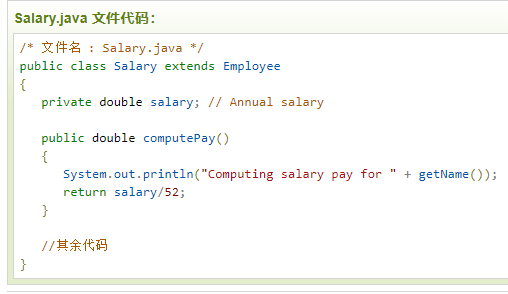 Salary.java 文件代码：
/* 文件名 : Salary.java */
public class Salary extends Employee
{
private double salary; // Annual salary
public double computePay()
{
System.out.println("Computing salary pay for " + getName());
return salary/52;
}
//其余代码
}